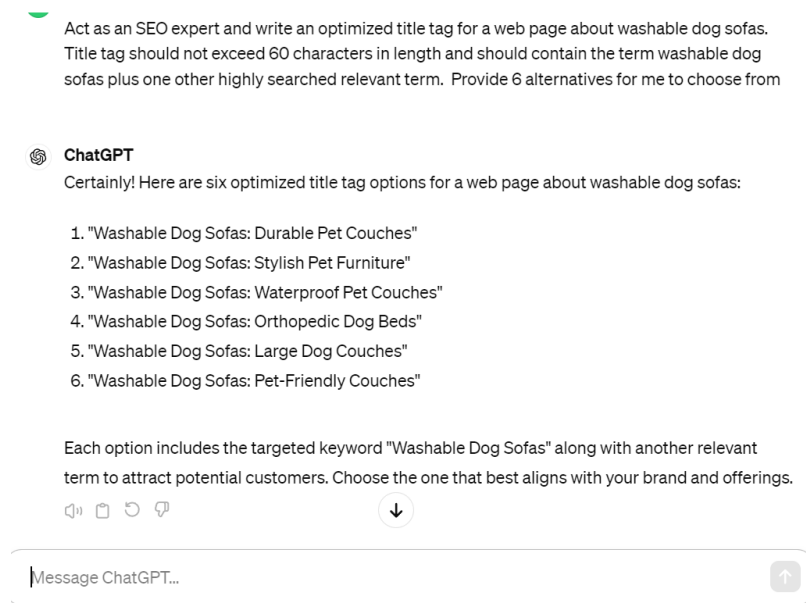 Act as an SEO expert and write an optimized title tag for a web page about washable dog sofas.
Title tag should not exceed 60 characters in length and should contain the term washable dog
sofas plus one other highly searched relevant term.  Provide 6 alternatives for me to choose from
ChatGPT
Certainly! Here are six optimized title tag options for a web page about washable dog sofas:
1. "Washable Dog Sofas: Durable Pet Couches"
2. "Washable Dog Sofas: Stylish Pet Furniture"
3. "Washable Dog Sofas: Waterproof Pet Couches"
4. "Washable Dog Sofas: Orthopedic Dog Beds"
5. "Washable Dog Sofas: Large Dog Couches"
6. "Washable Dog Sofas: Pet-Friendly Couches"
Each option includes the targeted keyword "Washable Dog Sofas" along with another relevant
term to attract potential customers. Choose the one that best aligns with your brand and offerings.
Message ChatGPT...